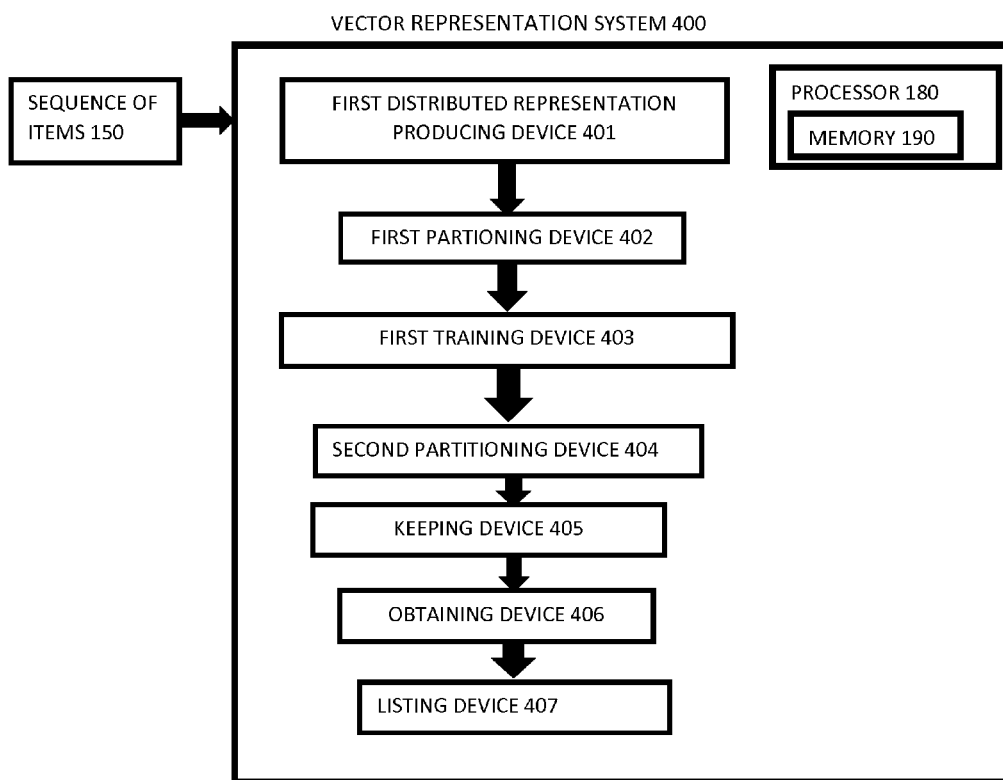 VECTOR REPRESENTATION SYSTEM 400
SEQUENCE OF
ITEMS 150
FIRST DISTRIBUTED REPRESENTATION
PRODUCING DEVICE 401
PROCESSOR 180
MEMORY 190
FIRST PARTIONING DEVICE 402
FIRST TRAINING DEVICE 403
SECOND PARTITIONING DEVICE 404
KEEPING DEVICE 405
OBTAINING DEVICE 406
LISTING DEVICE 407